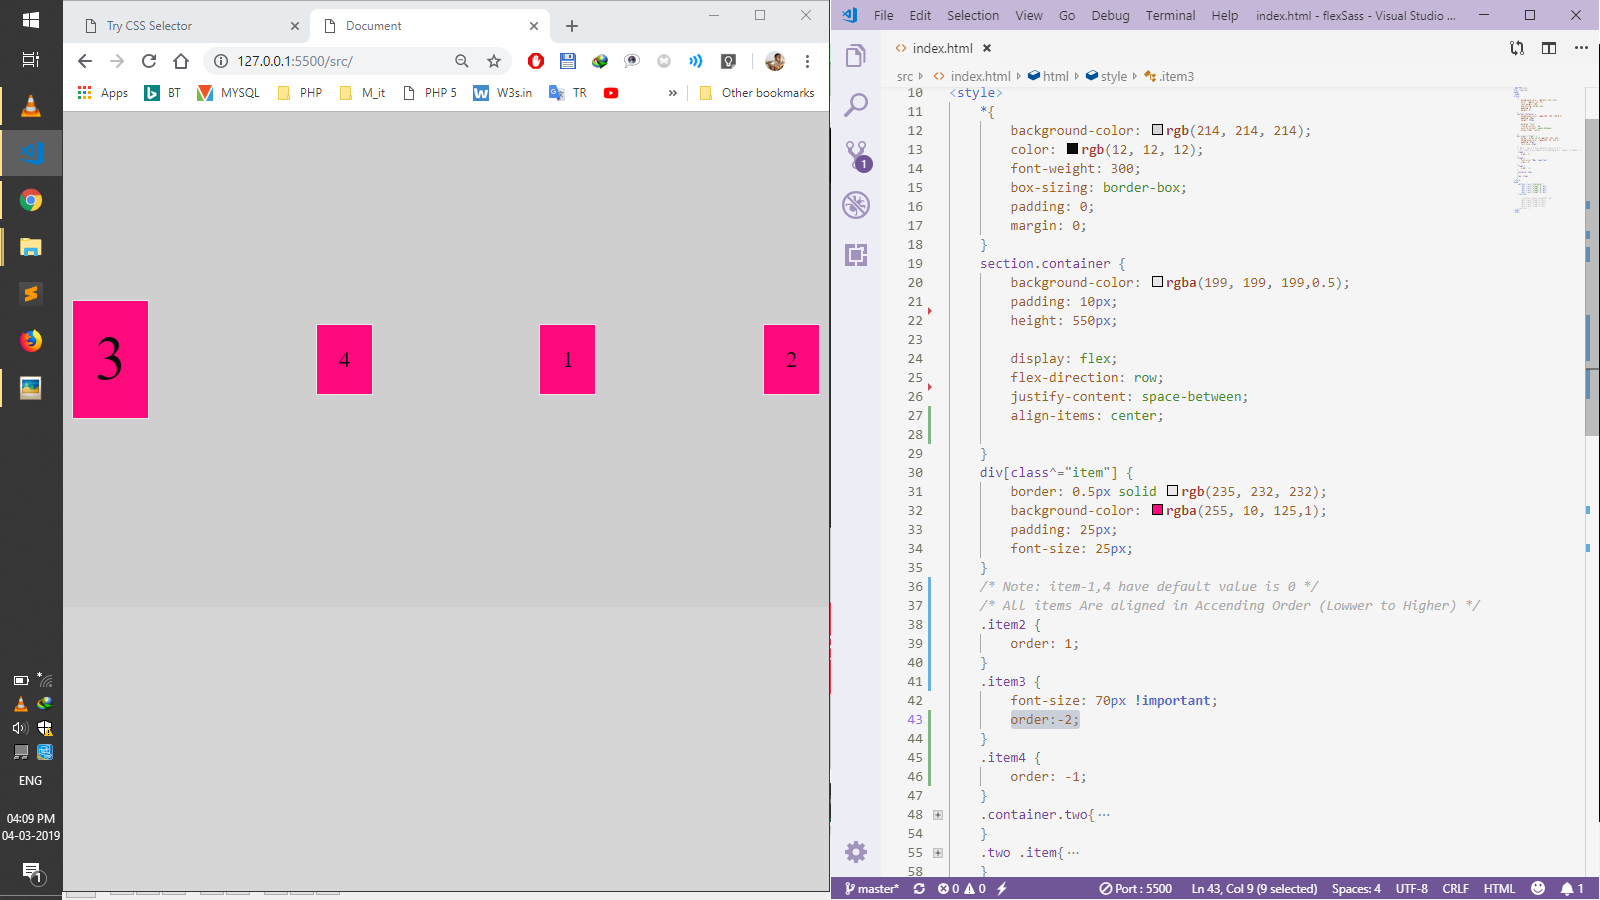 Try CSS Selector
Document
127.0.0.1:5500/src/
Apps
BT
MYSQL
PHP
M_it
PHP 5
W3s.in
TR
»
Other bookmarks
3
4
1
2
ENG
04:09 PM
04-03-2019
1
File Edit Selection View Go Debug Terminal Help index.html - flexSass - Visual Studio ...
index.html
src index.html html style .item3
1
10 <style>
11 *{
12 background-color: rgb(214, 214, 214);
13 color: rgb(12, 12, 12);
14 font-weight: 300;
15 box-sizing: border-box;
16 padding: 0;
17 margin: 0;
18 }
19 section.container {
20 background-color: rgba(199, 199, 199,0.5);
21 padding: 10px;
22 height: 550px;
23
24 display: flex;
25 flex-direction: row;
26 justify-content: space-between;
27 align-items: center;
28
29 }
30 div[class^="item"] {
31 border: 0.5px solid rgb(235, 232, 232);
32 background-color: rgba(255, 10, 125,1);
33 padding: 25px;
34 font-size: 25px;
35 }
36 /* Note: item-1,4 have default value is 0 */
37 /* All items Are aligned in Accending Order (Lowwer to Higher) */
38 .item2 {
39 order: 1;
40 }
41 .item3 {
42 font-size: 70px !important;
43 order:-2;
44 }
45 .item4 {
46 order: -1;
47 }
48 .container.two{ ...
54 }
55 .two .item{ ...
58 }
master* 0 0 Port : 5500 Ln 43, Col 9 (9 selected) Spaces: 4 UTF-8 CRLF HTML 1